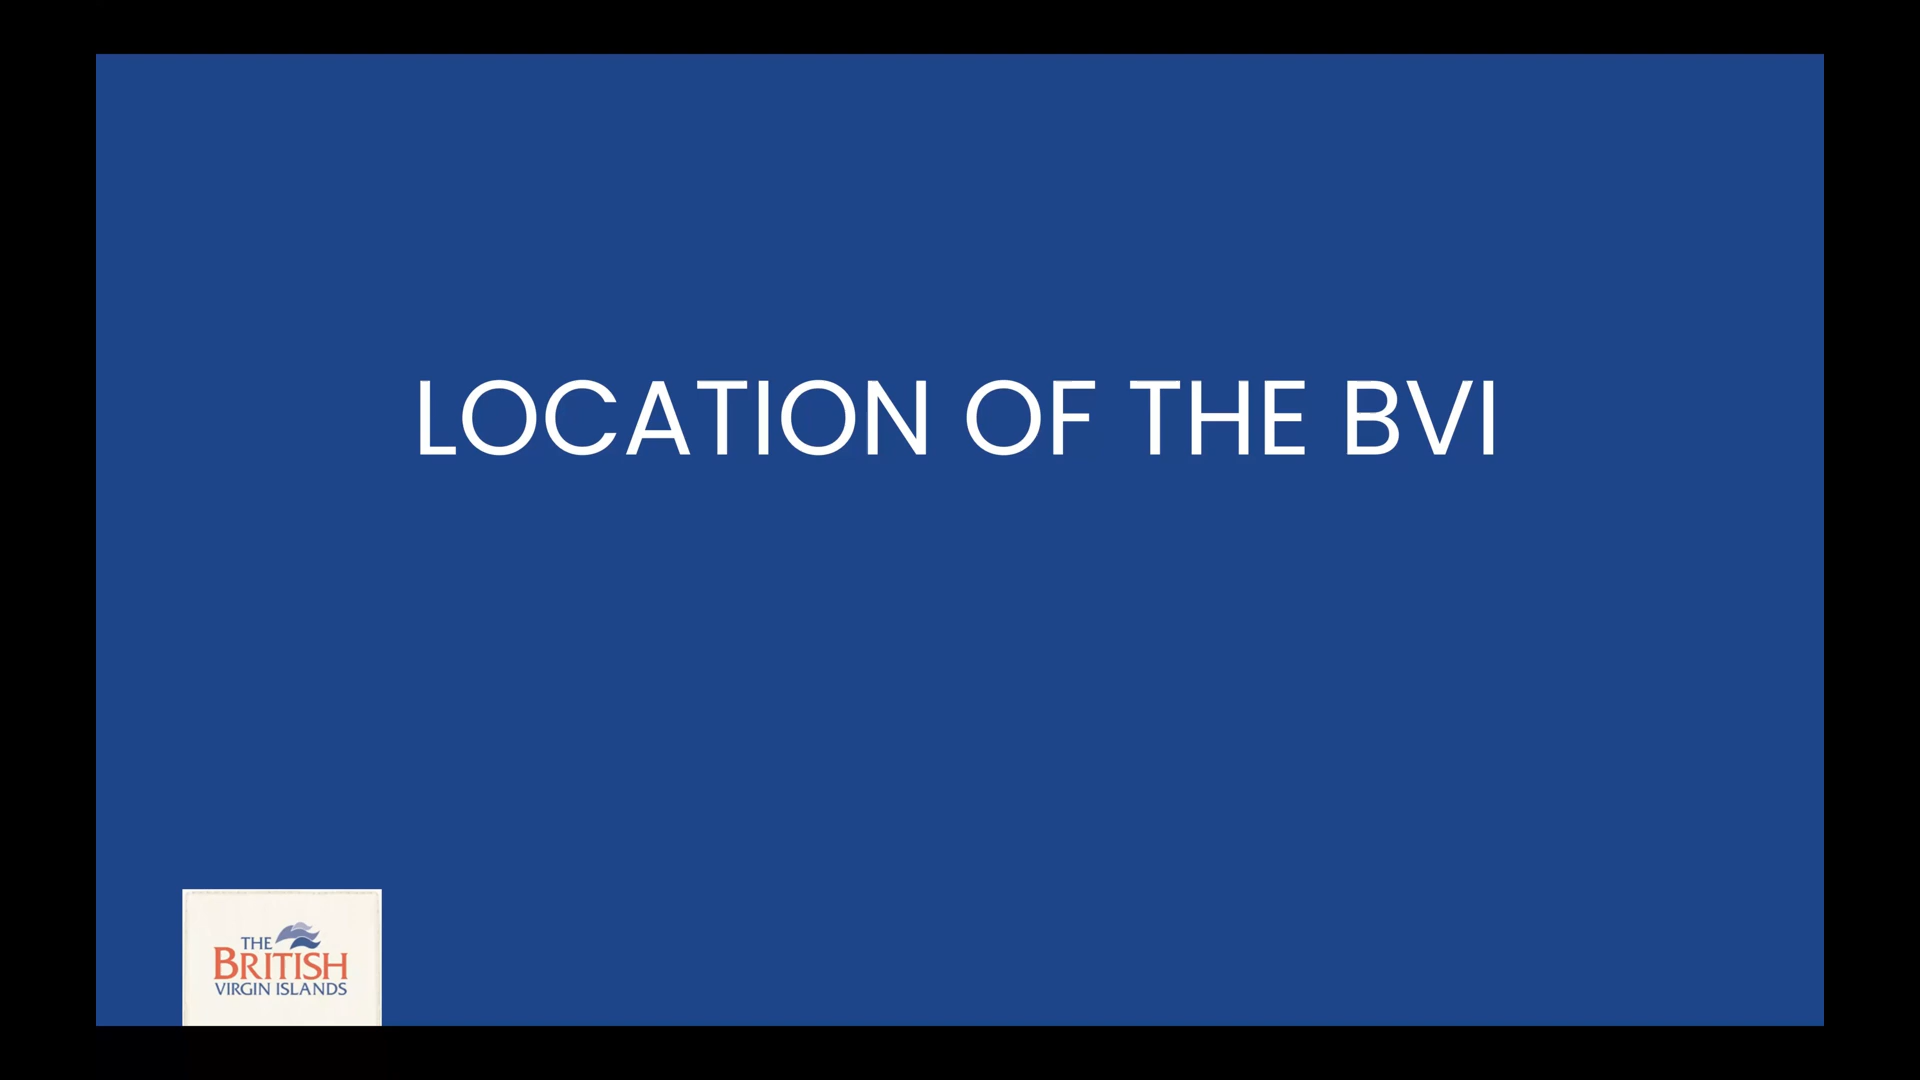 LOCATION OF THE BVI
THE
BRITISH
VIRGIN ISLANDS